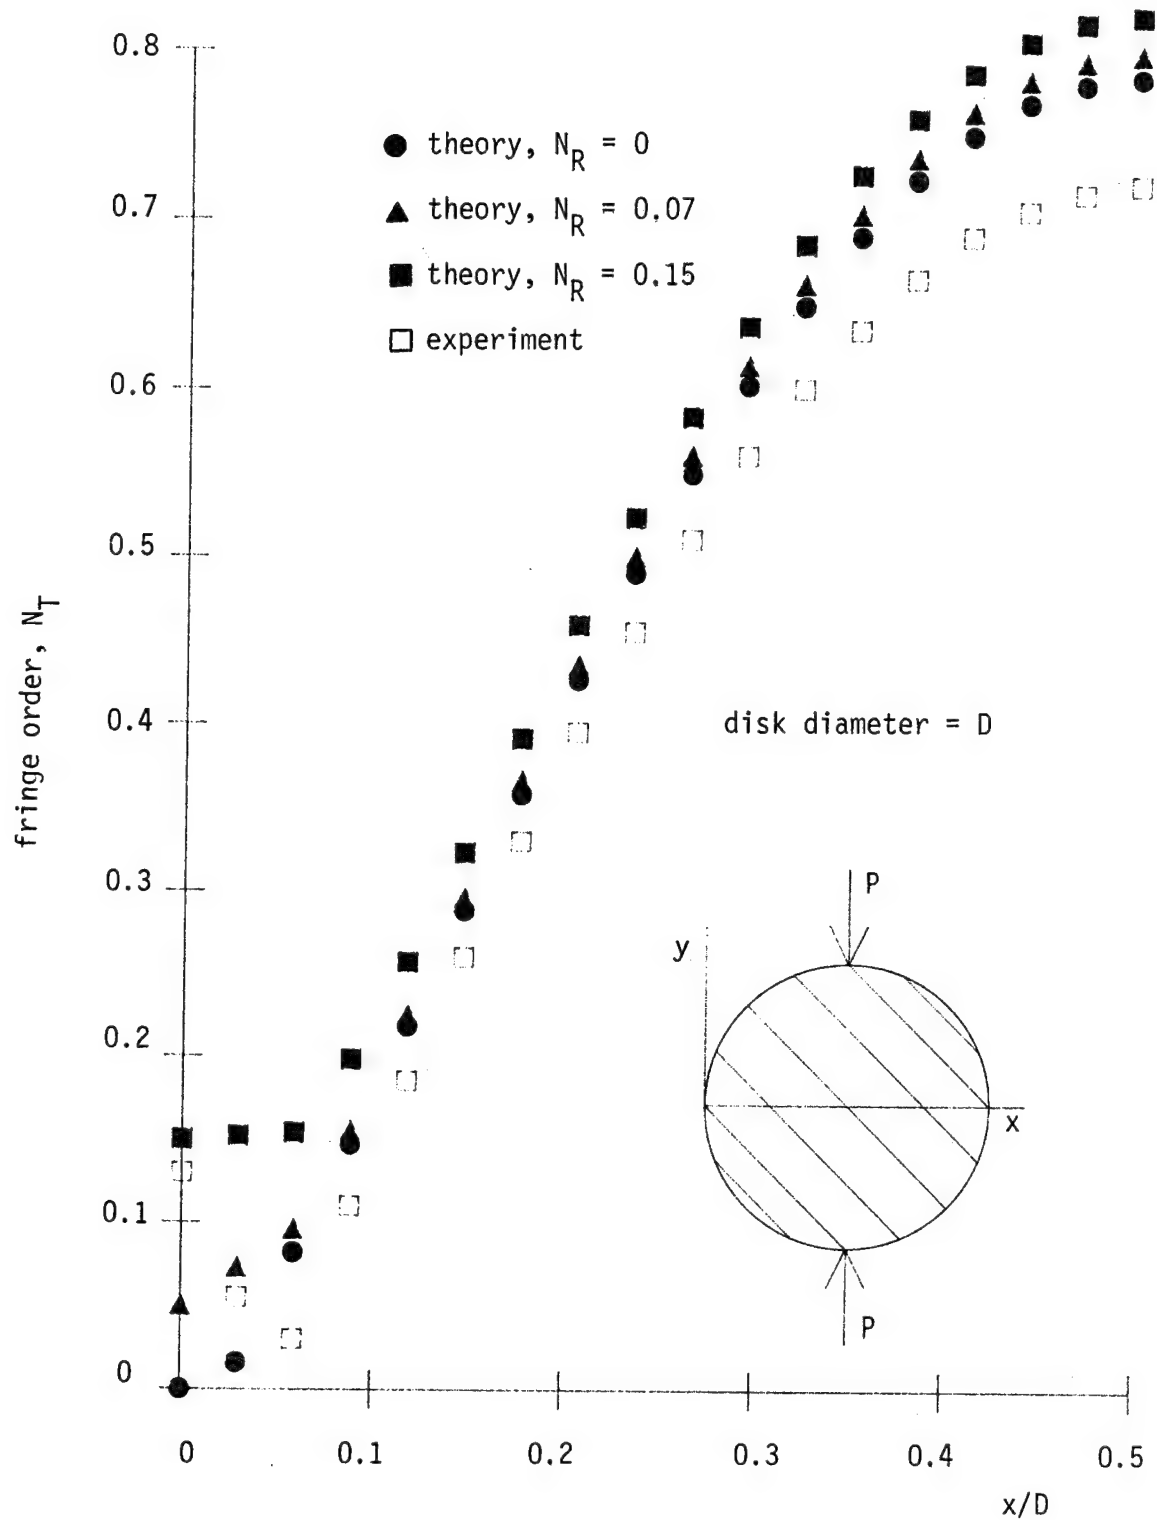 0.8
● theory, N_R = 0
▲ theory, N_R = 0.07
■ theory, N_R = 0.15
□ experiment
0.7
0.6
0.5
0.4
0.3
0.2
0.1
0
fringe order, N_T
disk diameter = D
P
y
x
P
0 0.1 0.2 0.3 0.4 0.5
x/D